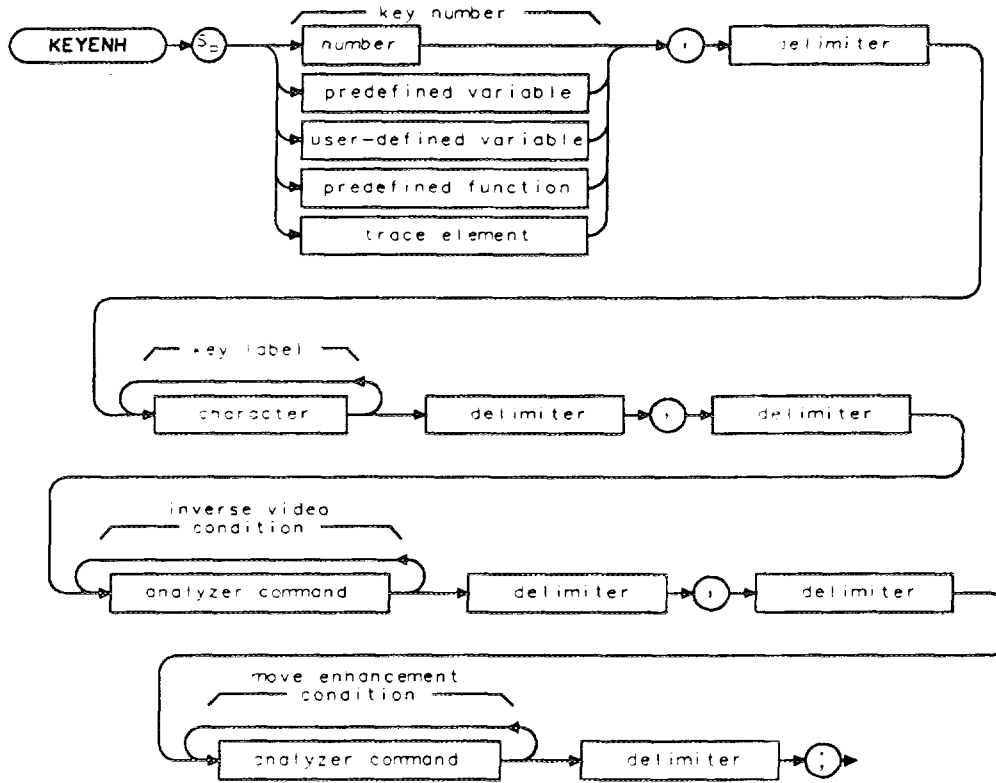 key number
KEYENH
SP
number
,
delimiter
predefined variable
user-defined variable
predefined function
trace element
key label
character
delimiter
,
delimiter
inverse video
condition
analyzer command
delimiter
,
delimiter
move enhancement
condition
analyzer command
delimiter
;